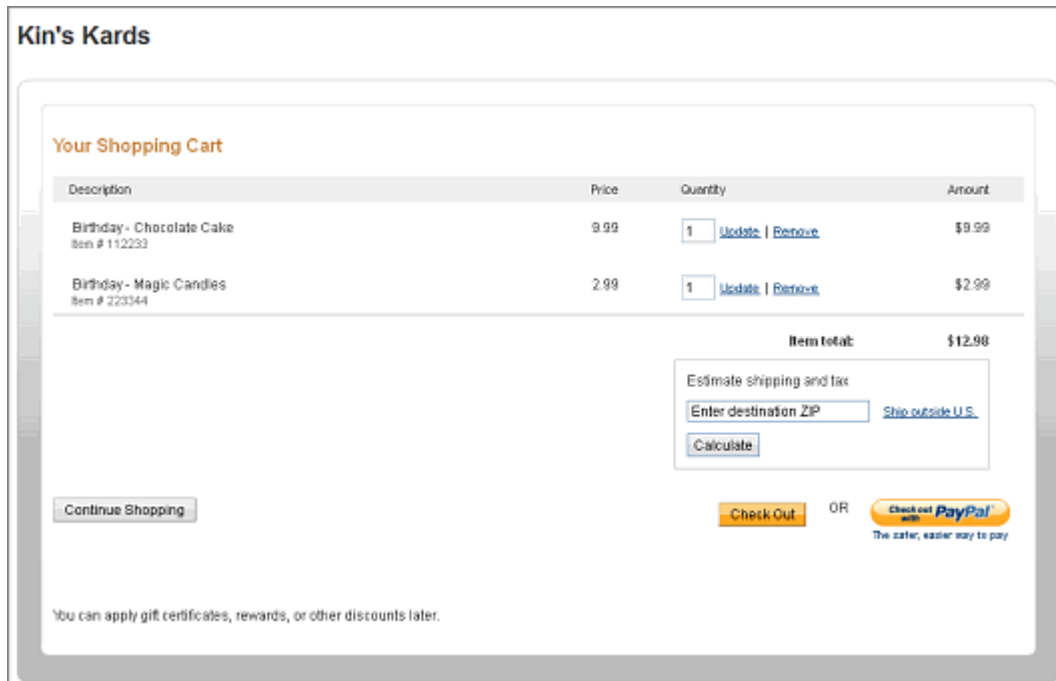 Kin's Kards
Your Shopping Cart
Description Price Quantity Amount
Birthday - Chocolate Cake 9.99 1 Update | Remove $9.99
Item # 112233
Birthday - Magic Candles 2.99 1 Update | Remove $2.99
Item # 223344
Item total: $12.98
Estimate shipping and tax
Enter destination ZIP Ship outside U.S.
Calculate
Continue Shopping Check Out OR Check out with PayPal
The safer, easier way to pay
You can apply gift certificates, rewards, or other discounts later.